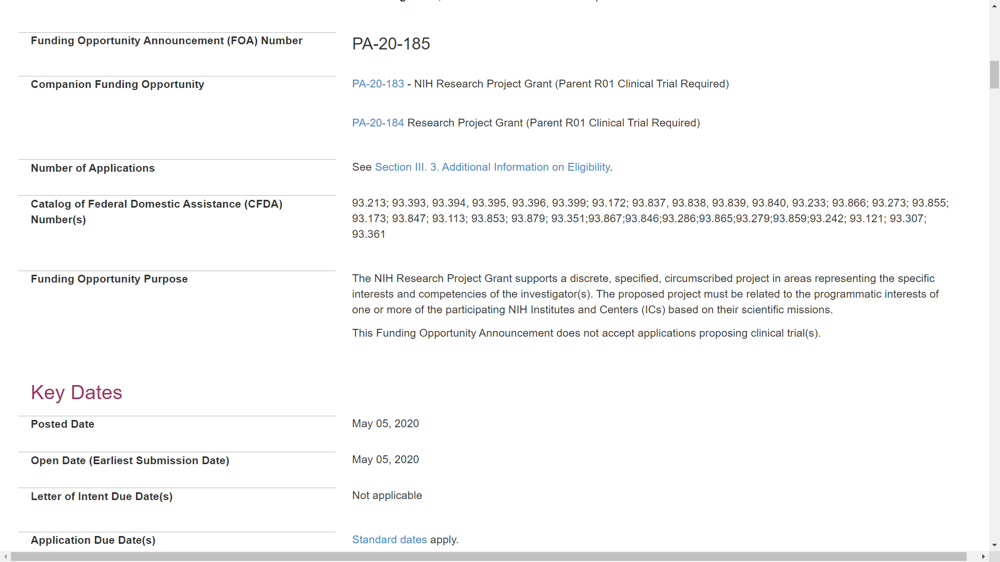 Funding Opportunity Announcement (FOA) Number
PA-20-185
Companion Funding Opportunity
PA-20-183 - NIH Research Project Grant (Parent R01 Clinical Trial Required)
PA-20-184 Research Project Grant (Parent R01 Clinical Trial Required)
Number of Applications
See Section III. 3. Additional Information on Eligibility.
Catalog of Federal Domestic Assistance (CFDA)
Number(s)
93.213; 93.393, 93.394, 93.395, 93.396, 93.399; 93.172; 93.837, 93.838, 93.839, 93.840, 93.233; 93.866; 93.273; 93.855;
93.173; 93.847; 93.113; 93.853; 93.879; 93.351;93.867;93.846;93.286;93.865;93.279;93.859;93.242; 93.121; 93.307;
93.361
Funding Opportunity Purpose
The NIH Research Project Grant supports a discrete, specified, circumscribed project in areas representing the specific
interests and competencies of the investigator(s). The proposed project must be related to the programmatic interests of
one or more of the participating NIH Institutes and Centers (ICs) based on their scientific missions.
This Funding Opportunity Announcement does not accept applications proposing clinical trial(s).
Key Dates
Posted Date
May 05, 2020
Open Date (Earliest Submission Date)
May 05, 2020
Letter of Intent Due Date(s)
Not applicable
Application Due Date(s)
Standard dates apply.